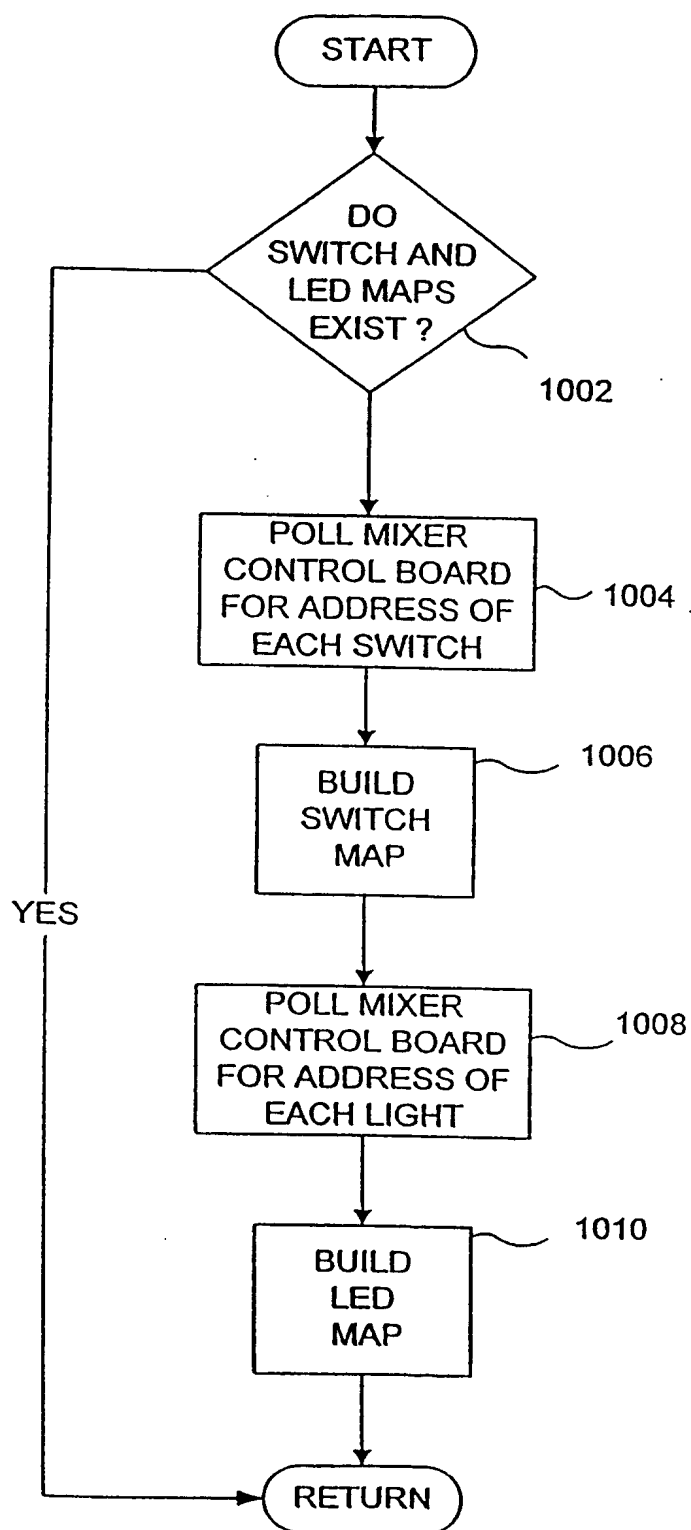 START
DO
SWITCH AND
LED MAPS
EXIST ?
1002
POLL MIXER
CONTROL BOARD
FOR ADDRESS OF
EACH SWITCH
1004
BUILD
SWITCH
MAP
1006
YES
POLL MIXER
CONTROL BOARD
FOR ADDRESS OF
EACH LIGHT
1008
BUILD
LED
MAP
1010
RETURN